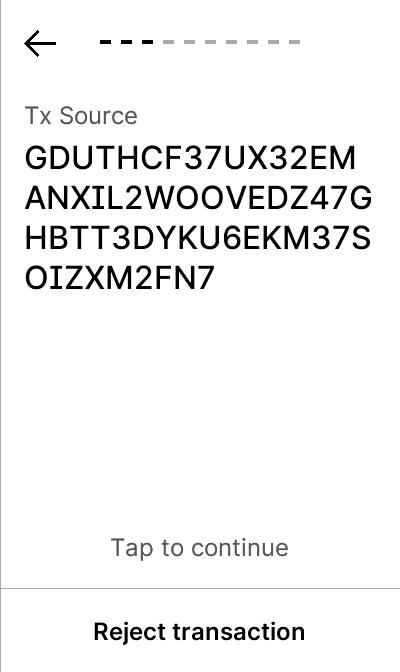 Tx Source
GDUTHCF37UX32EM
ANXIL2WOOVEDZ47G
HBTT3DYKU6EKM37S
OIZXM2FN7
Tap to continue
Reject transaction